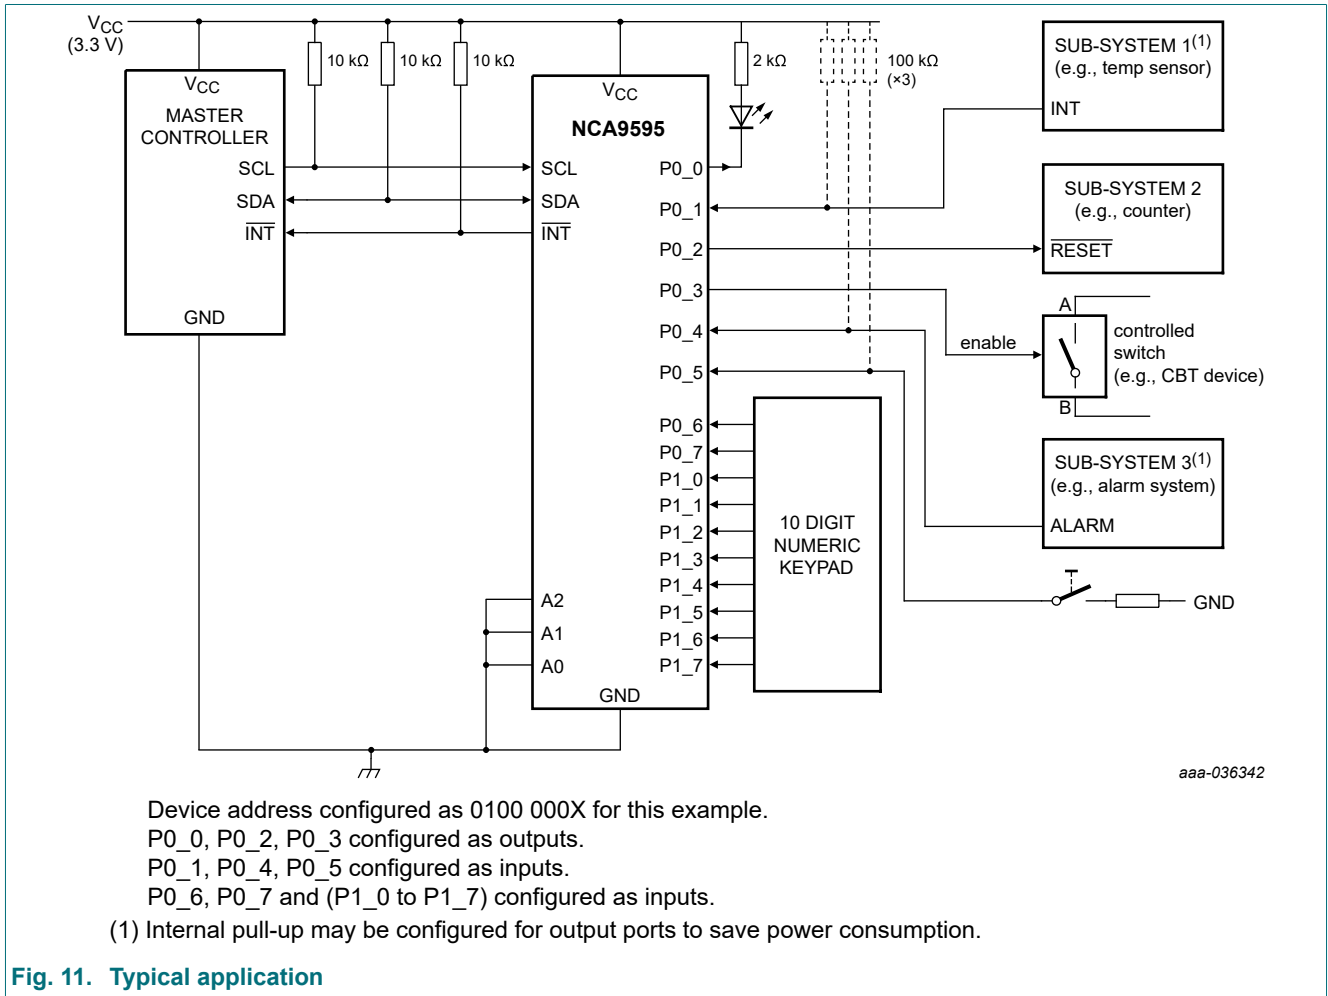 VCC
(3.3 V)
10 kΩ
10 kΩ
10 kΩ
2 kΩ
100 kΩ
(×3)
VCC
MASTER
CONTROLLER
SCL
SDA
INT
GND
VCC
NCA9595
SCL
SDA
INT
A2
A1
A0
GND
P0_0
P0_1
P0_2
P0_3
P0_4
P0_5
P0_6
P0_7
P1_0
P1_1
P1_2
P1_3
P1_4
P1_5
P1_6
P1_7
10 DIGIT
NUMERIC
KEYPAD
SUB-SYSTEM 1(1)
(e.g., temp sensor)
INT
SUB-SYSTEM 2
(e.g., counter)
RESET
enable
A
B
controlled
switch
(e.g., CBT device)
SUB-SYSTEM 3(1)
(e.g., alarm system)
ALARM
GND
aaa-036342
Device address configured as 0100 000X for this example.
P0_0, P0_2, P0_3 configured as outputs.
P0_1, P0_4, P0_5 configured as inputs.
P0_6, P0_7 and (P1_0 to P1_7) configured as inputs.
(1) Internal pull-up may be configured for output ports to save power consumption.
Fig. 11. Typical application